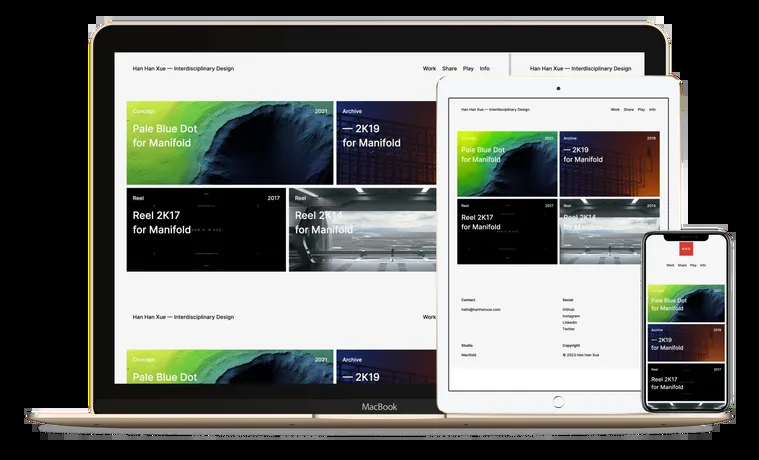 Han Han Xue — Interdisciplinary Design
Work Share Play Info
Han Han Xue — Interdisciplinary Design
Concept 2021
Pale Blue Dot
for Manifold
Archive
— 2K19
for Manifold
Reel 2017
Reel 2K17
for Manifold
Reel
Reel 2K14
for Manifold
Han Han Xue — Interdisciplinary Design
Work
Concept 2021
Pale Blue Dot
for Manifold
Archive
— 2K19
for Manifold
MacBook
Han Han Xue — Interdisciplinary Design
Work Share Play Info
Concept 2021
Pale Blue Dot
for Manifold
Archive 2019
— 2K19
for Manifold
Reel 2017
Reel 2K17
for Manifold
Reel 2014
Reel 2K14
for Manifold
Contact
hello@hanhanxue.com
Social
Github
Instagram
LinkedIn
Twitter
Studio
Manifold
Copyright
© 2023 Han Han Xue
Work Share Play Info
Concept 2021
Pale Blue Dot
for Manifold
Archive 2019
— 2K19
for Manifold
Reel 2017
Reel 2K17
for Manifold